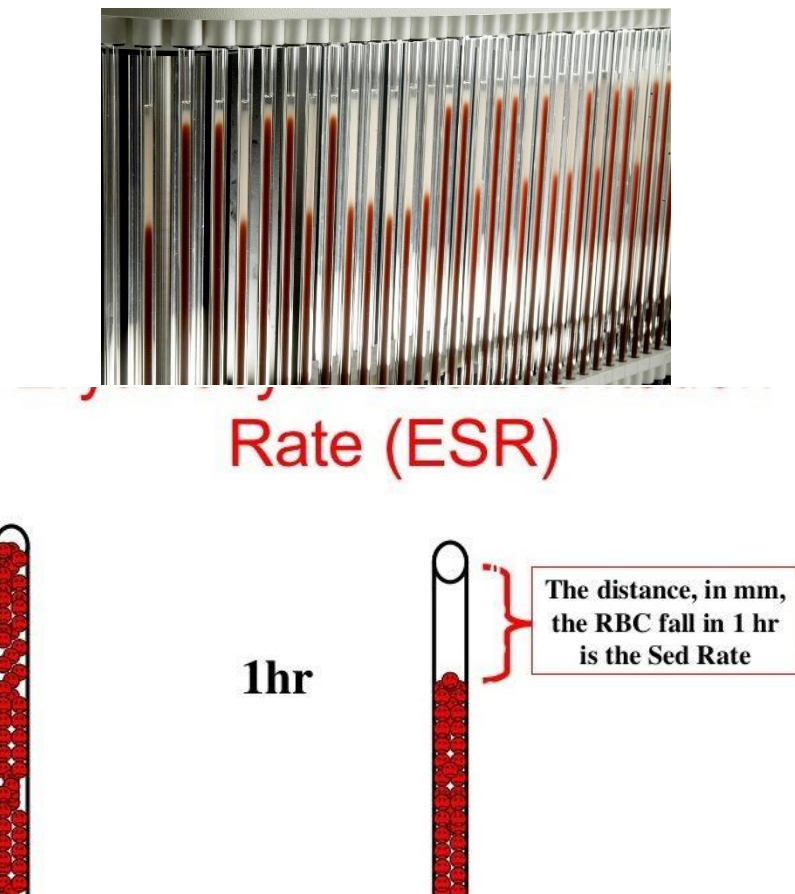 Rate (ESR)
The distance, in mm,
the RBC fall in 1 hr
is the Sed Rate
1hr